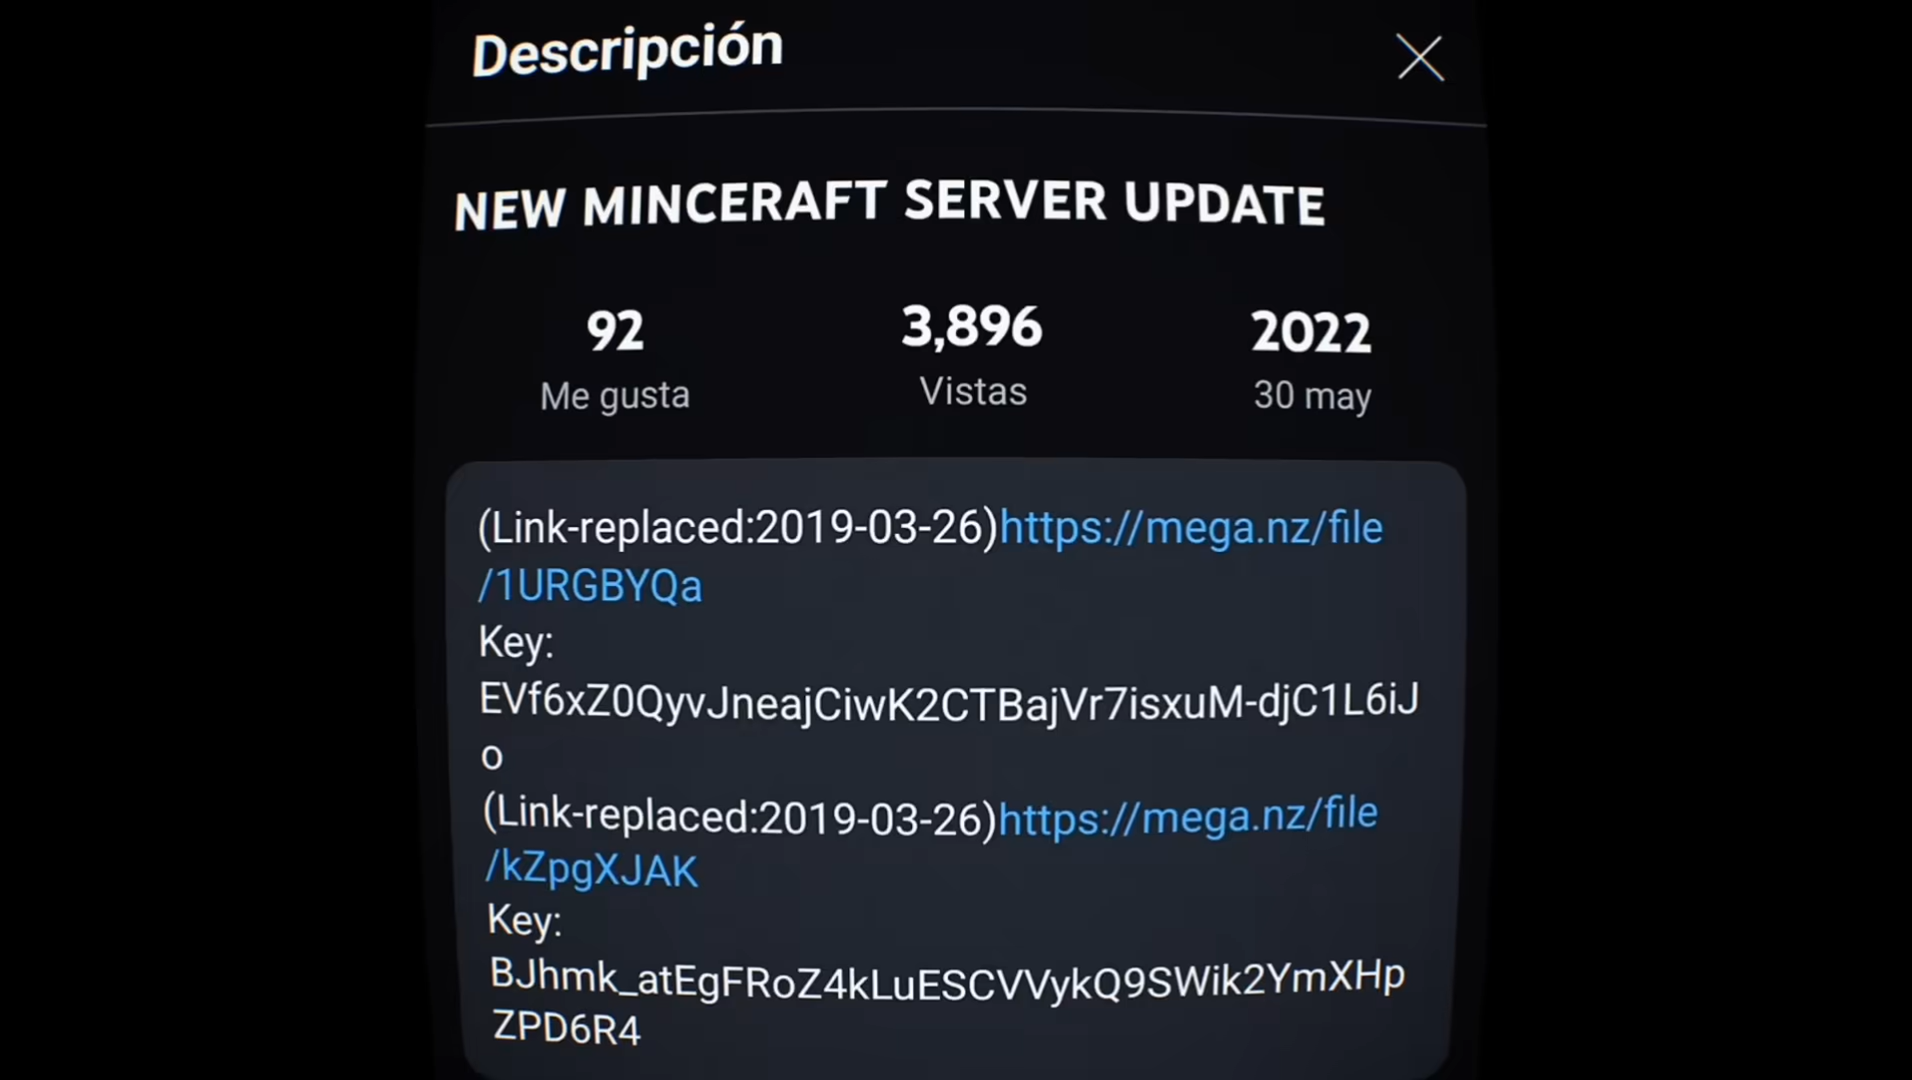 Descripción
NEW MINCERAFT SERVER UPDATE
92
3,896
2022
Me gusta
Vistas
30 may
(Link-replaced:2019-03-26)https://mega.nz/file
/1URGBYQa
Key:
EVf6xZ0QyvJneajCiwK2CTBajVr7isxuM-djC1L6iJ
o
(Link-replaced:2019-03-26)https://mega.nz/file
/kZpgXJAK
Key:
BJhmk_atEgFRoZ4kLuESCVVykQ9SWik2YmXHp
ZPD6R4